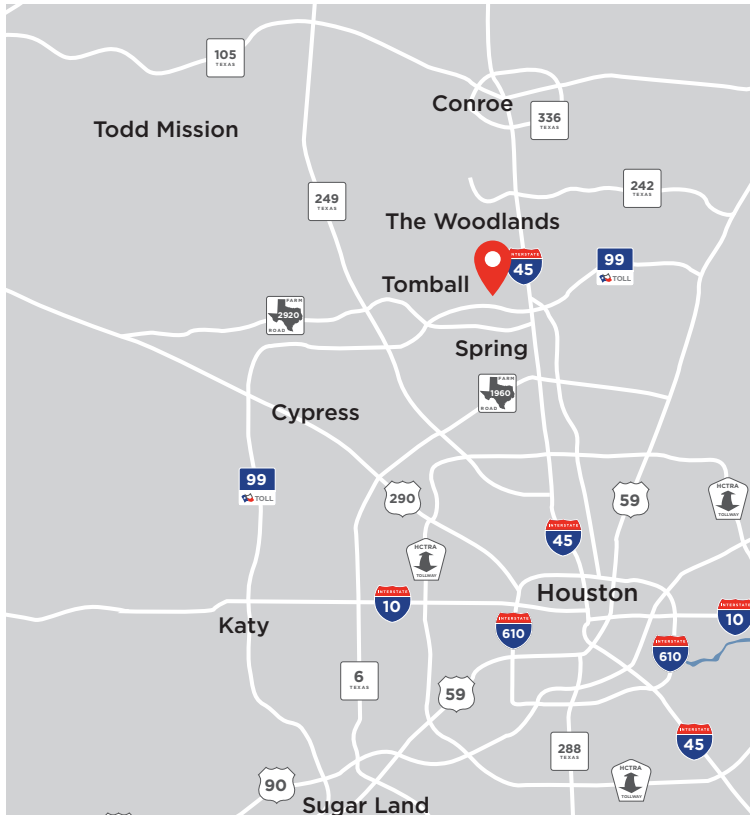 105
TEXAS
Conroe
336
TEXAS
Todd Mission
249
TEXAS
242
TEXAS
The Woodlands
INTERSTATE
45
99
TOLL
Tomball
FARM
2920
ROAD
Spring
FARM
1960
ROAD
Cypress
99
TOLL
290
59
HCTRA
TOLLWAY
INTERSTATE
45
HCTRA
TOLLWAY
Houston
INTERSTATE
10
INTERSTATE
10
Katy
INTERSTATE
610
INTERSTATE
610
6
TEXAS
59
INTERSTATE
45
288
TEXAS
90
HCTRA
TOLLWAY
Sugar Land